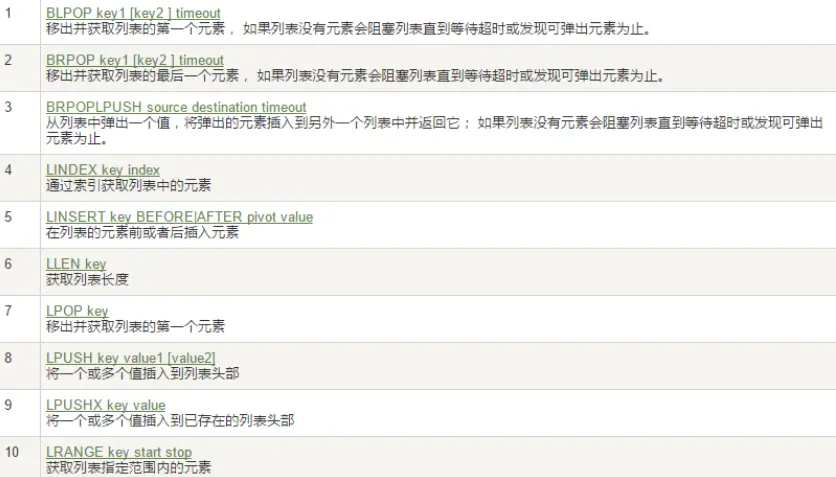 1
BLPOP key1 [key2 ] timeout
移出并获取列表的第一个元素， 如果列表没有元素会阻塞列表直到等待超时或发现可弹出元素为止。
2
BRPOP key1 [key2 ] timeout
移出并获取列表的最后一个元素， 如果列表没有元素会阻塞列表直到等待超时或发现可弹出元素为止。
3
BRPOPLPUSH source destination timeout
从列表中弹出一个值，将弹出的元素插入到另外一个列表中并返回它； 如果列表没有元素会阻塞列表直到等待超时或发现可弹出
元素为止。
4
LINDEX key index
通过索引获取列表中的元素
5
LINSERT key BEFORE|AFTER pivot value
在列表的元素前或者后插入元素
6
LLEN key
获取列表长度
7
LPOP key
移出并获取列表的第一个元素
8
LPUSH key value1 [value2]
将一个或多个值插入到列表头部
9
LPUSHX key value
将一个或多个值插入到已存在的列表头部
10
LRANGE key start stop
获取列表指定范围内的元素